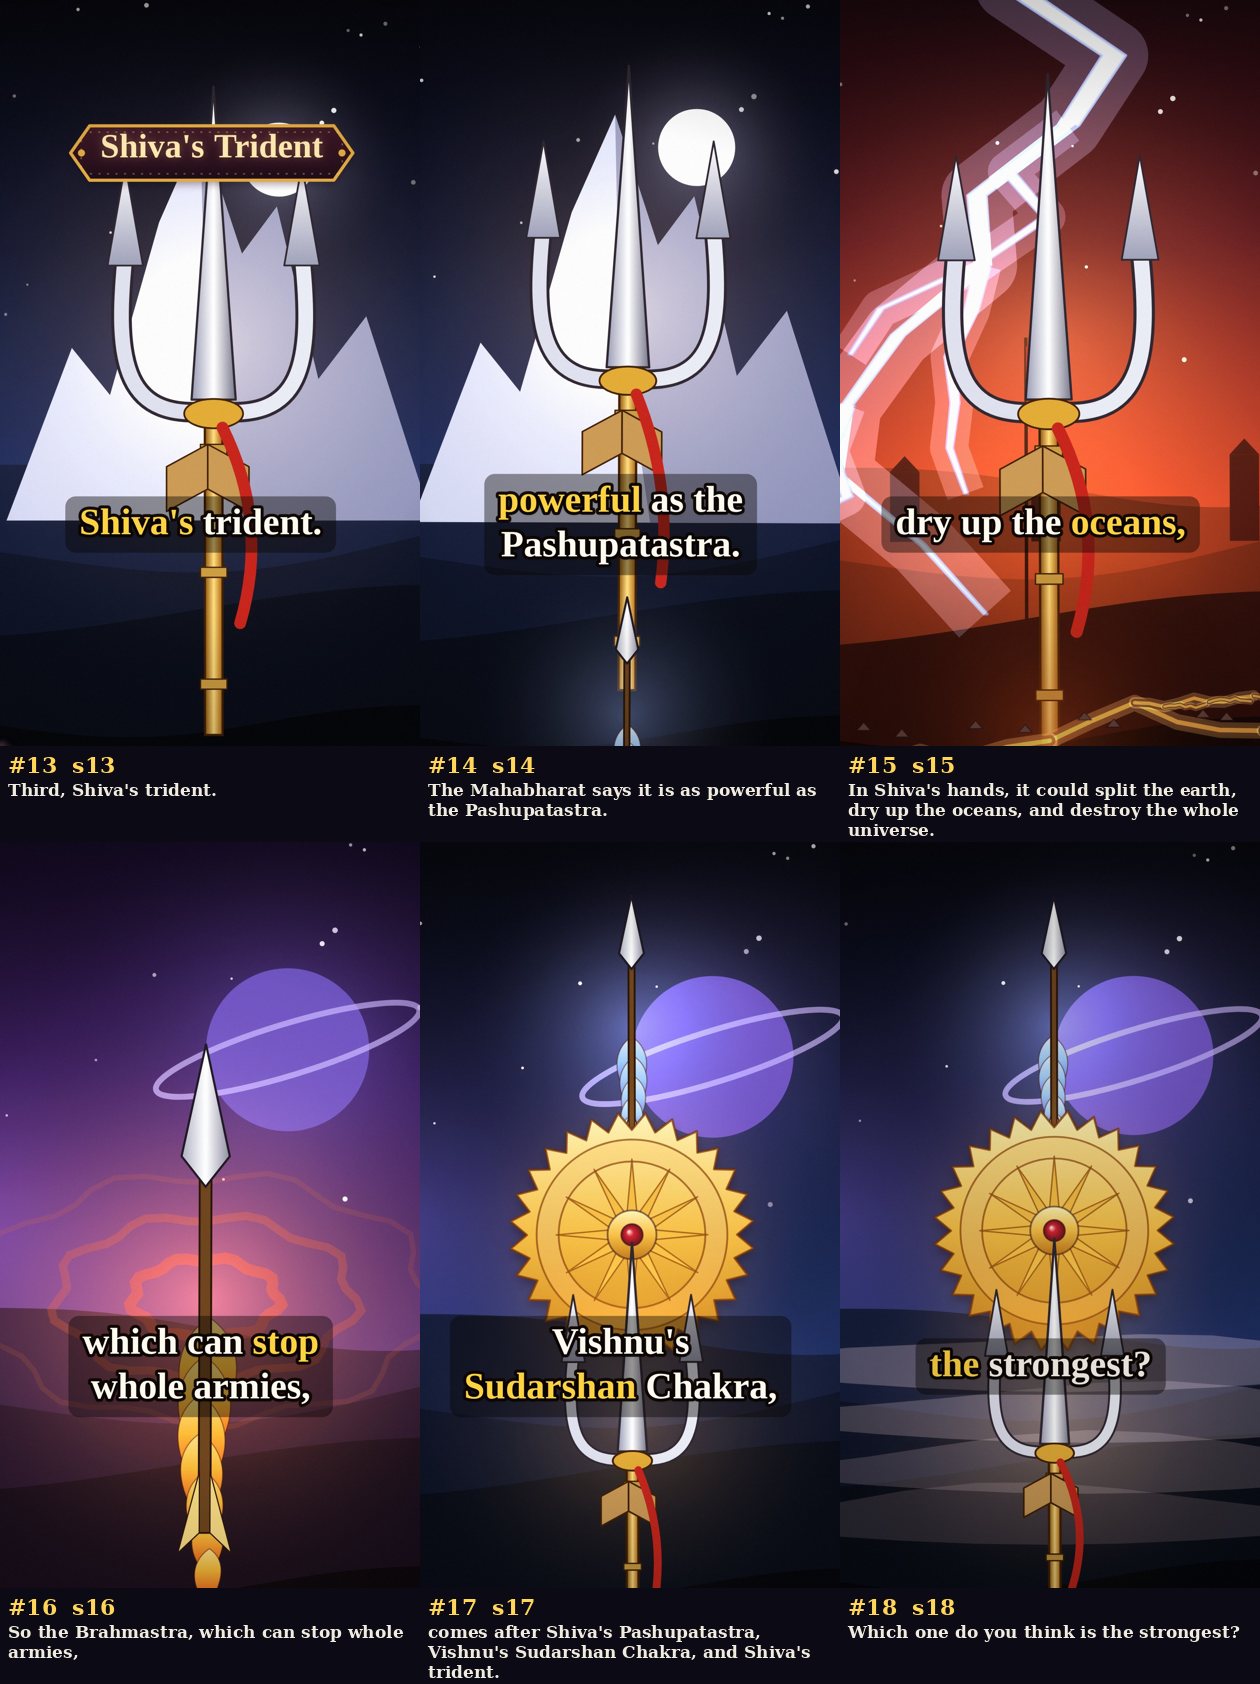 Shiva's Trident
Shiva's trident.
powerful as the
Pashupatastra.
dry up the oceans,
#13 s13
Third, Shiva's trident.
#14 s14
The Mahabharat says it is as powerful as
the Pashupatastra.
#15 s15
In Shiva's hands, it could split the earth,
dry up the oceans, and destroy the whole
universe.
which can stop
whole armies,
Vishnu's
Sudarshan Chakra,
the strongest?
#16 s16
So the Brahmastra, which can stop whole
armies,
#17 s17
comes after Shiva's Pashupatastra,
Vishnu's Sudarshan Chakra, and Shiva's
trident.
#18 s18
Which one do you think is the strongest?